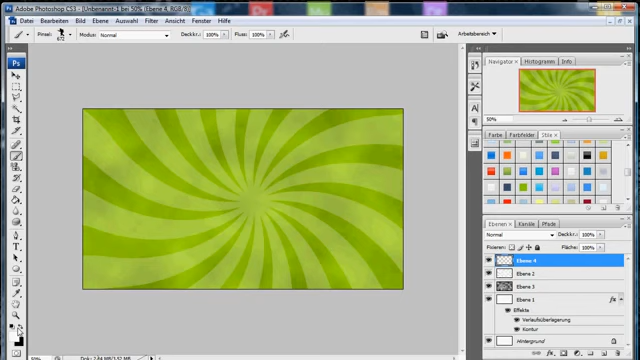 Adobe Photoshop CS3 - [Unbenannt-1 bei 50% (Ebene 4, RGB/8)]
Datei Bearbeiten Bild Ebene Auswahl Filter Ansicht Fenster Hilfe
Pinsel: 672 Modus: Normal Deckkr.: 100% Fluss: 100% Arbeitsbereich
Ps
Navigator Histogramm Info
50%
Farbe Farbfelder Stile
Ebenen Kanäle Pfade
Normal Deckkr.: 100%
Fixieren: Fläche: 100%
Ebene 4
Ebene 2
Ebene 3
Ebene 1 fx
Effekte
Verlaufsüberlagerung
Kontur
Hintergrund
50%